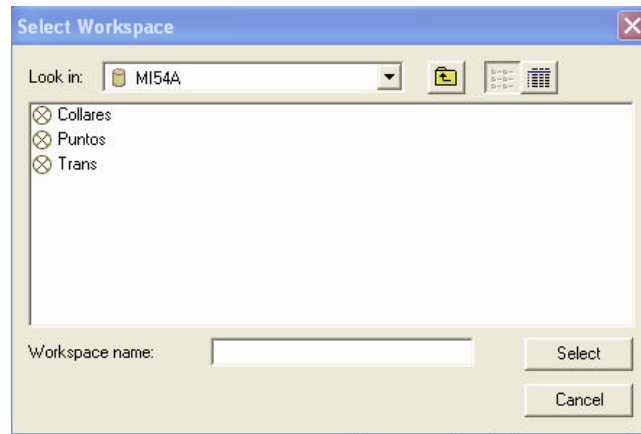 Select Workspace
Look in: MI54A
Collares
Puntos
Trans
Workspace name:
Select
Cancel